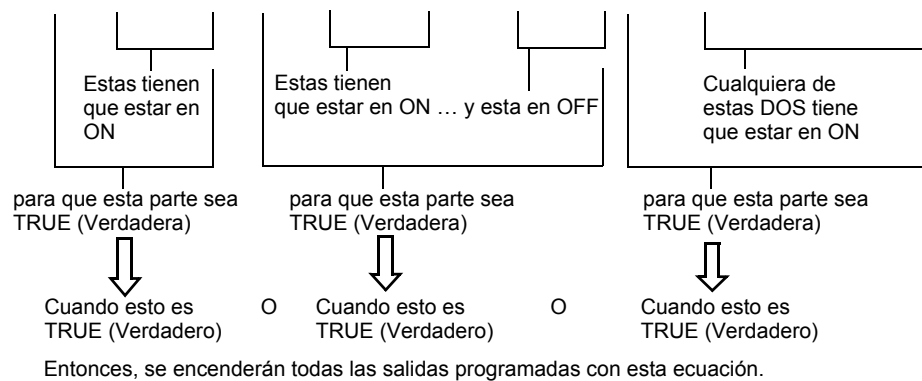 Estas tienen
que estar en
ON
Estas tienen
que estar en ON … y esta en OFF
Cualquiera de
estas DOS tiene
que estar en ON
para que esta parte sea
TRUE (Verdadera)
para que esta parte sea
TRUE (Verdadera)
para que esta parte sea
TRUE (Verdadera)
Cuando esto es
TRUE (Verdadero)
O
Cuando esto es
TRUE (Verdadero)
O
Cuando esto es
TRUE (Verdadero)
Entonces, se encenderán todas las salidas programadas con esta ecuación.